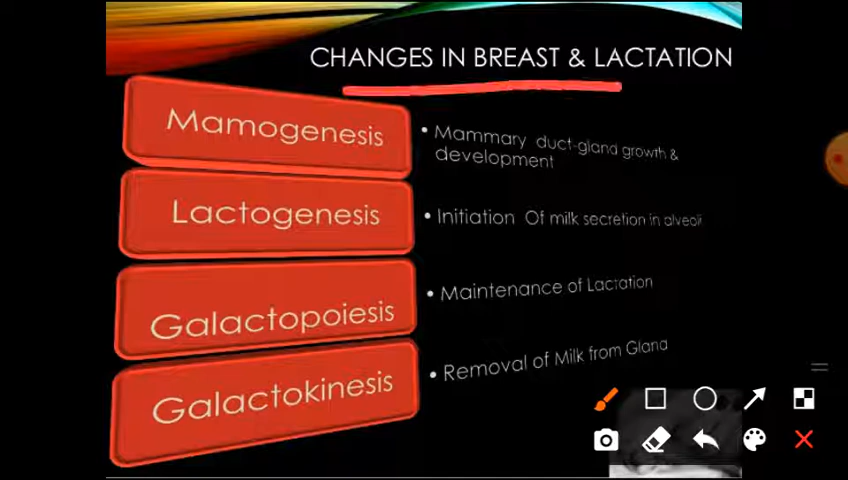 CHANGES IN BREAST & LACTATION
Mamogenesis
• Mammary duct-gland growth &
development
Lactogenesis
• Initiation Of milk secretion in alveoli
Galactopoiesis
• Maintenance of Lactation
Galactokinesis
• Removal of Milk from Gland